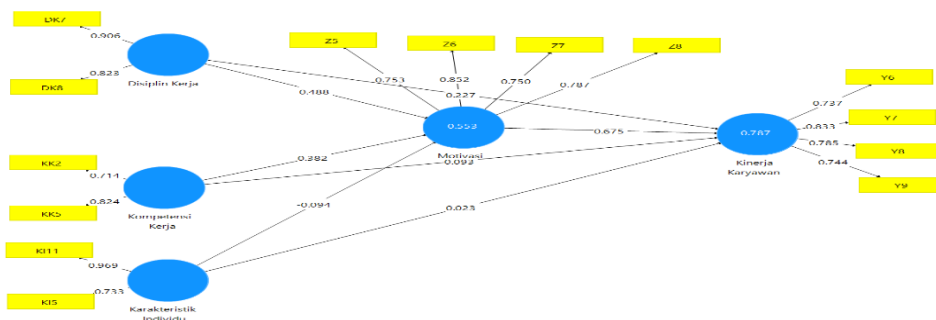 DK7
0.906
0.823
DK8
Disiplin Kerja
Z5
Z6
Z7
Z8
0.753
0.852
0.750
0.787
0.227
0.488
0.553
Motivasi
0.675
0.787
Kinerja
Karyawan
Y6
0.737
Y7
0.833
0.785
Y8
0.744
Y9
KK2
0.714
0.824
KK5
Kompetensi
Kerja
0.382
0.093
-0.094
0.023
KI11
0.969
0.733
KI5
Karakteristik
Individu